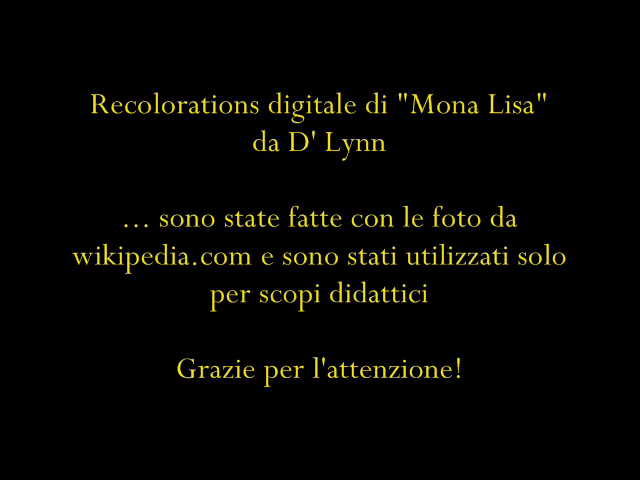 Recolorations digitale di "Mona Lisa"
da D' Lynn
... sono state fatte con le foto da
wikipedia.com e sono stati utilizzati solo
per scopi didattici
Grazie per l'attenzione!